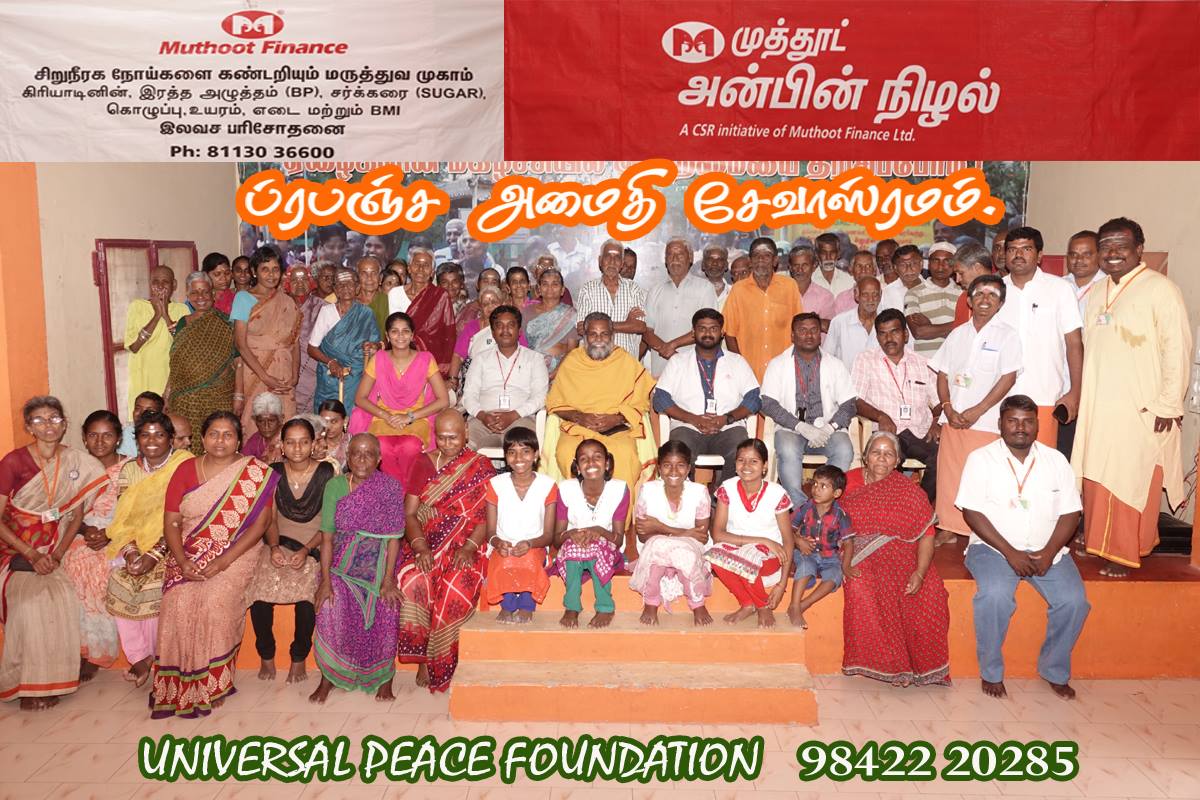 Muthoot Finance
சிறுநீரக நோய்களை கண்டறியும் மருத்துவ முகாம்
கிரியாடினின், இரத்த அழுத்தம் (BP), சர்க்கரை (SUGAR),
கொழுப்பு, உயரம், எடை மற்றும் BMI
இலவச பரிசோதனை
Ph: 81130 36600
முத்தூட்
அன்பின் நிழல்
A CSR initiative of Muthoot Finance Ltd.
பிரபஞ்ச அமைதி சேவாஸ்ரமம்.
UNIVERSAL PEACE FOUNDATION 98422 20285